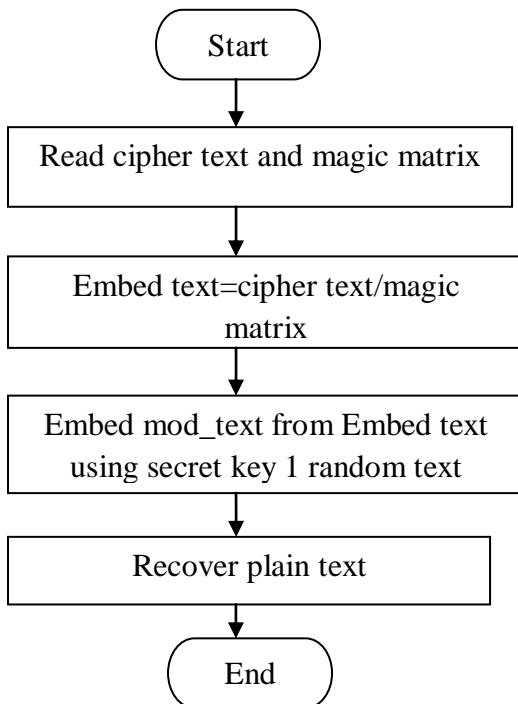 Start
Read cipher text and magic matrix
Embed text=cipher text/magic
matrix
Embed mod_text from Embed text
using secret key 1 random text
Recover plain text
End